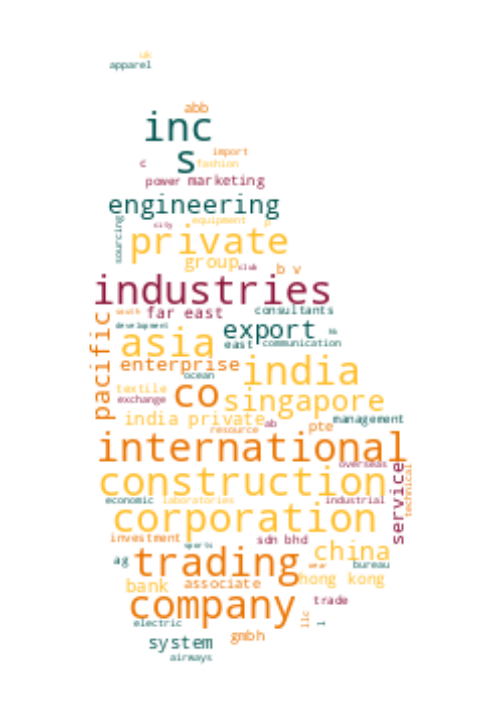 uk
apparel
abb
inc
import
c
s
fashion
power
marketing
engineering
sourcing
equipment
p
city
private
group
club
b v
industries
south
far east
consultants
pacific
development
export
hk
asia
east
communication
enterprise
india
ocean
textile
co
singapore
exchange
india private
ab
management
resource
pte
international
overseas
service
technical
construction
economic
laboratories
industrial
corporation
investment
sports
sdn bhd
china
ag
trading
wear
bureau
bank
associate
hong kong
company
trade
llc
electric
system
gmbh
airways